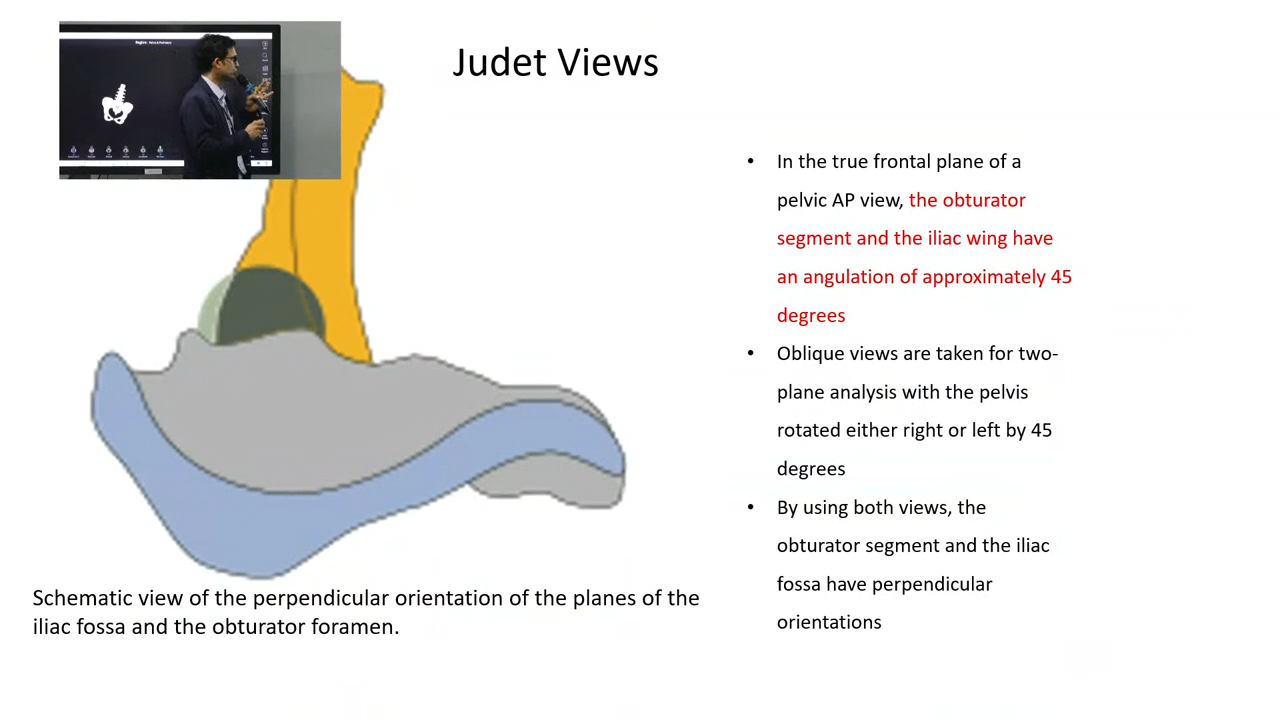 Judet Views
• In the true frontal plane of a
pelvic AP view, the obturator
segment and the iliac wing have
an angulation of approximately 45
degrees
• Oblique views are taken for two-
plane analysis with the pelvis
rotated either right or left by 45
degrees
• By using both views, the
obturator segment and the iliac
fossa have perpendicular
orientations
Schematic view of the perpendicular orientation of the planes of the
iliac fossa and the obturator foramen.